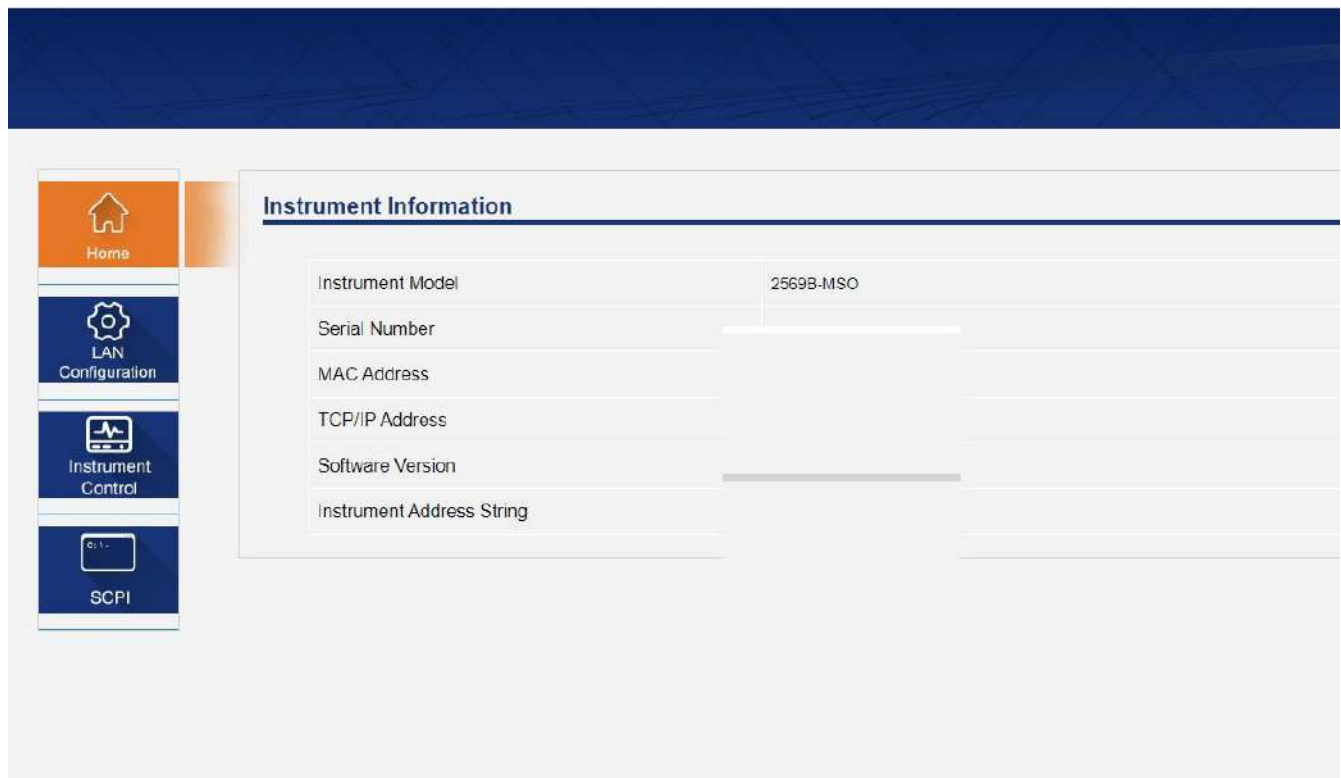 Home
LAN
Configuration
Instrument
Control
C:\-
SCPI
Instrument Information
Instrument Model 2569B-MSO
Serial Number
MAC Address
TCP/IP Address
Software Version
Instrument Address String